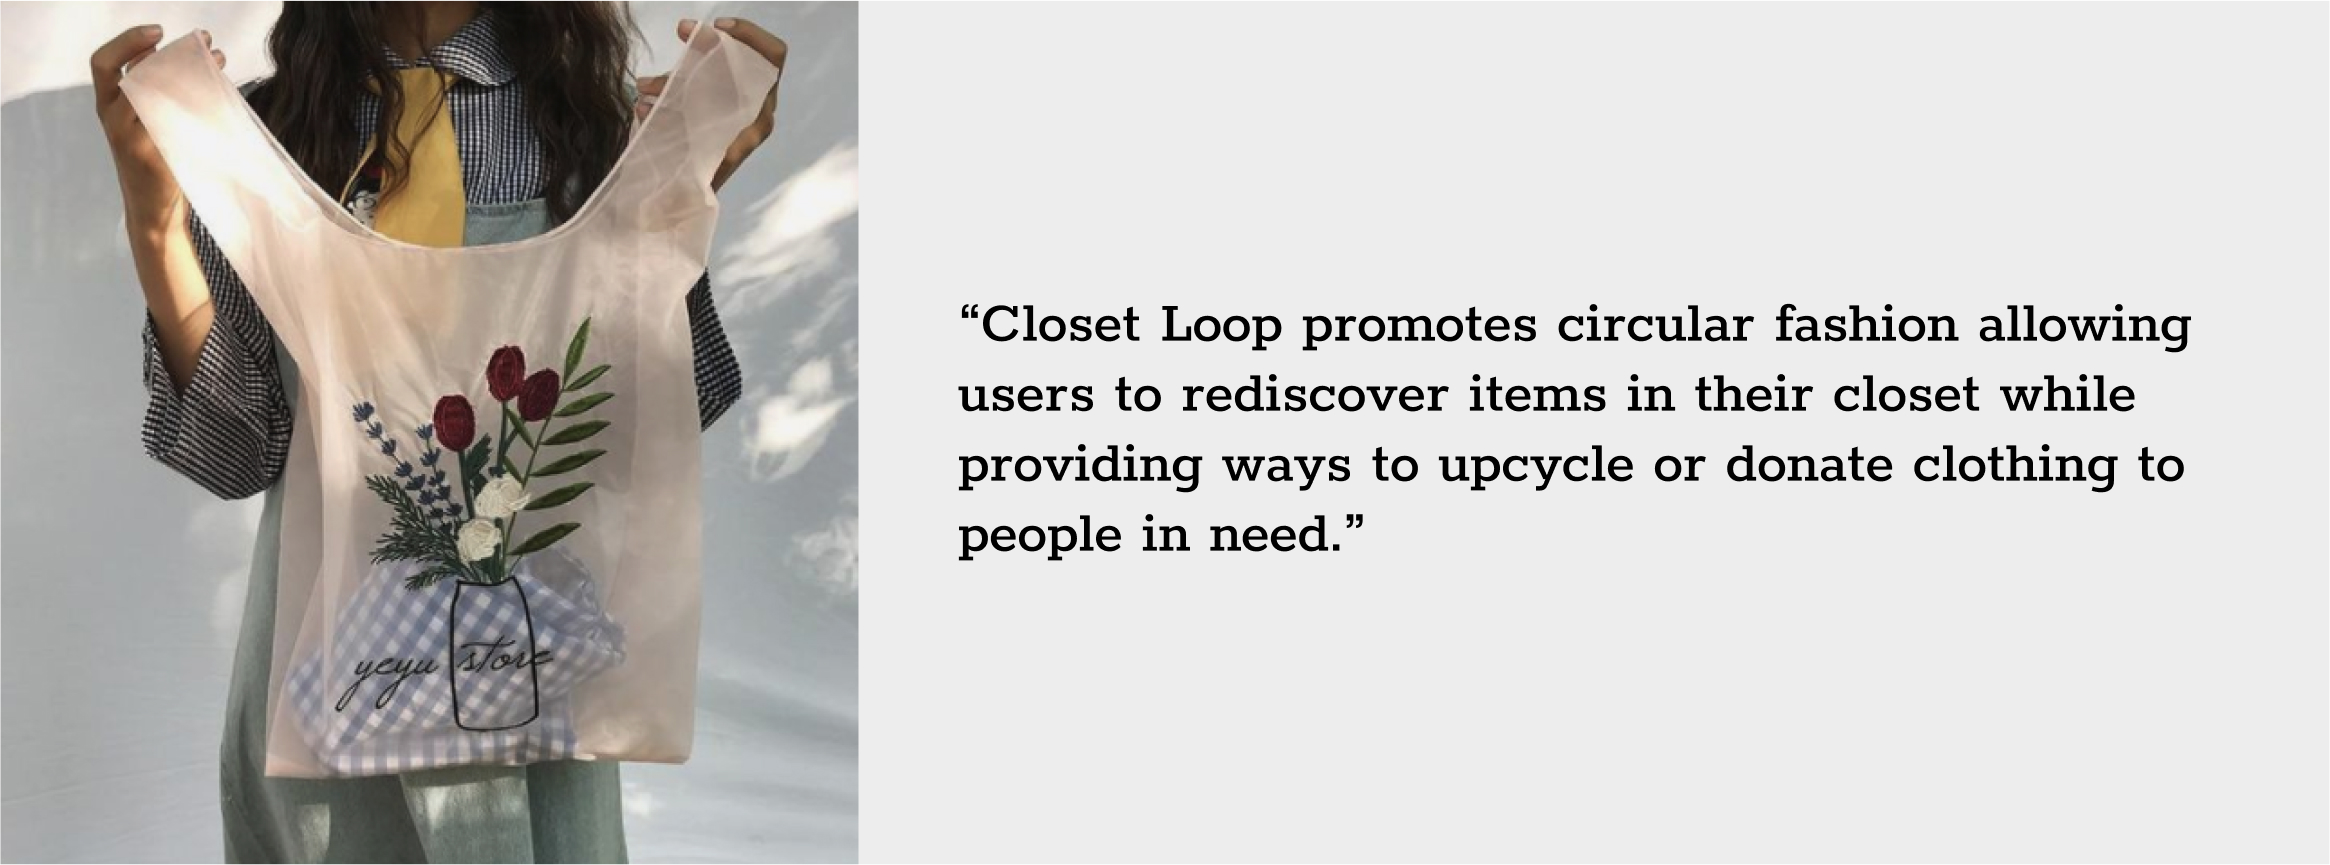 yeyu store
“Closet Loop promotes circular fashion allowing
users to rediscover items in their closet while
providing ways to upcycle or donate clothing to
people in need.”